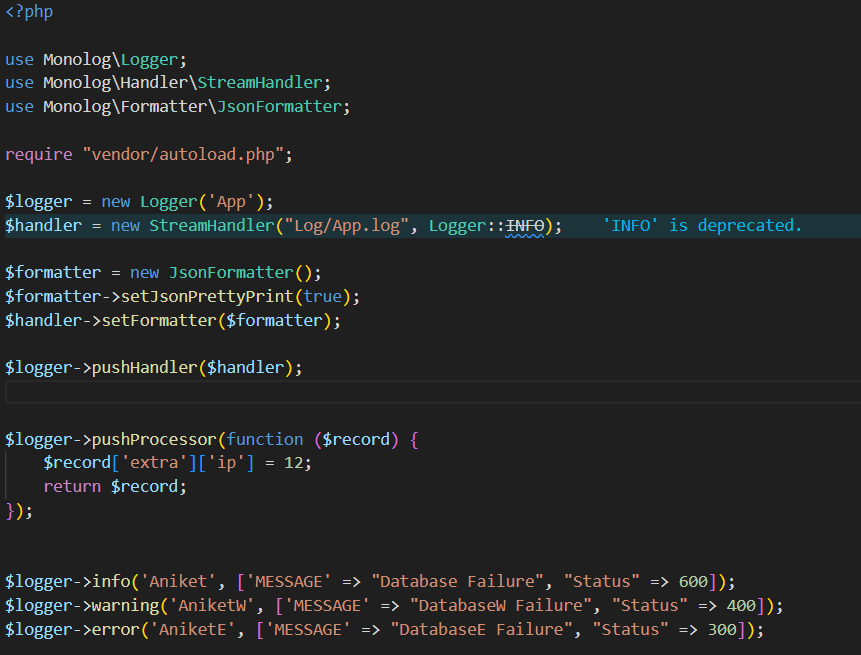 <?php
use Monolog\Logger;
use Monolog\Handler\StreamHandler;
use Monolog\Formatter\JsonFormatter;
require "vendor/autoload.php";
$logger = new Logger('App');
$handler = new StreamHandler("Log/App.log", Logger::INFO);    'INFO' is deprecated.
$formatter = new JsonFormatter();
$formatter->setJsonPrettyPrint(true);
$handler->setFormatter($formatter);
$logger->pushHandler($handler);
$logger->pushProcessor(function ($record) {
    $record['extra']['ip'] = 12;
    return $record;
});
$logger->info('Aniket', ['MESSAGE' => "Database Failure", "Status" => 600]);
$logger->warning('AniketW', ['MESSAGE' => "DatabaseW Failure", "Status" => 400]);
$logger->error('AniketE', ['MESSAGE' => "DatabaseE Failure", "Status" => 300]);